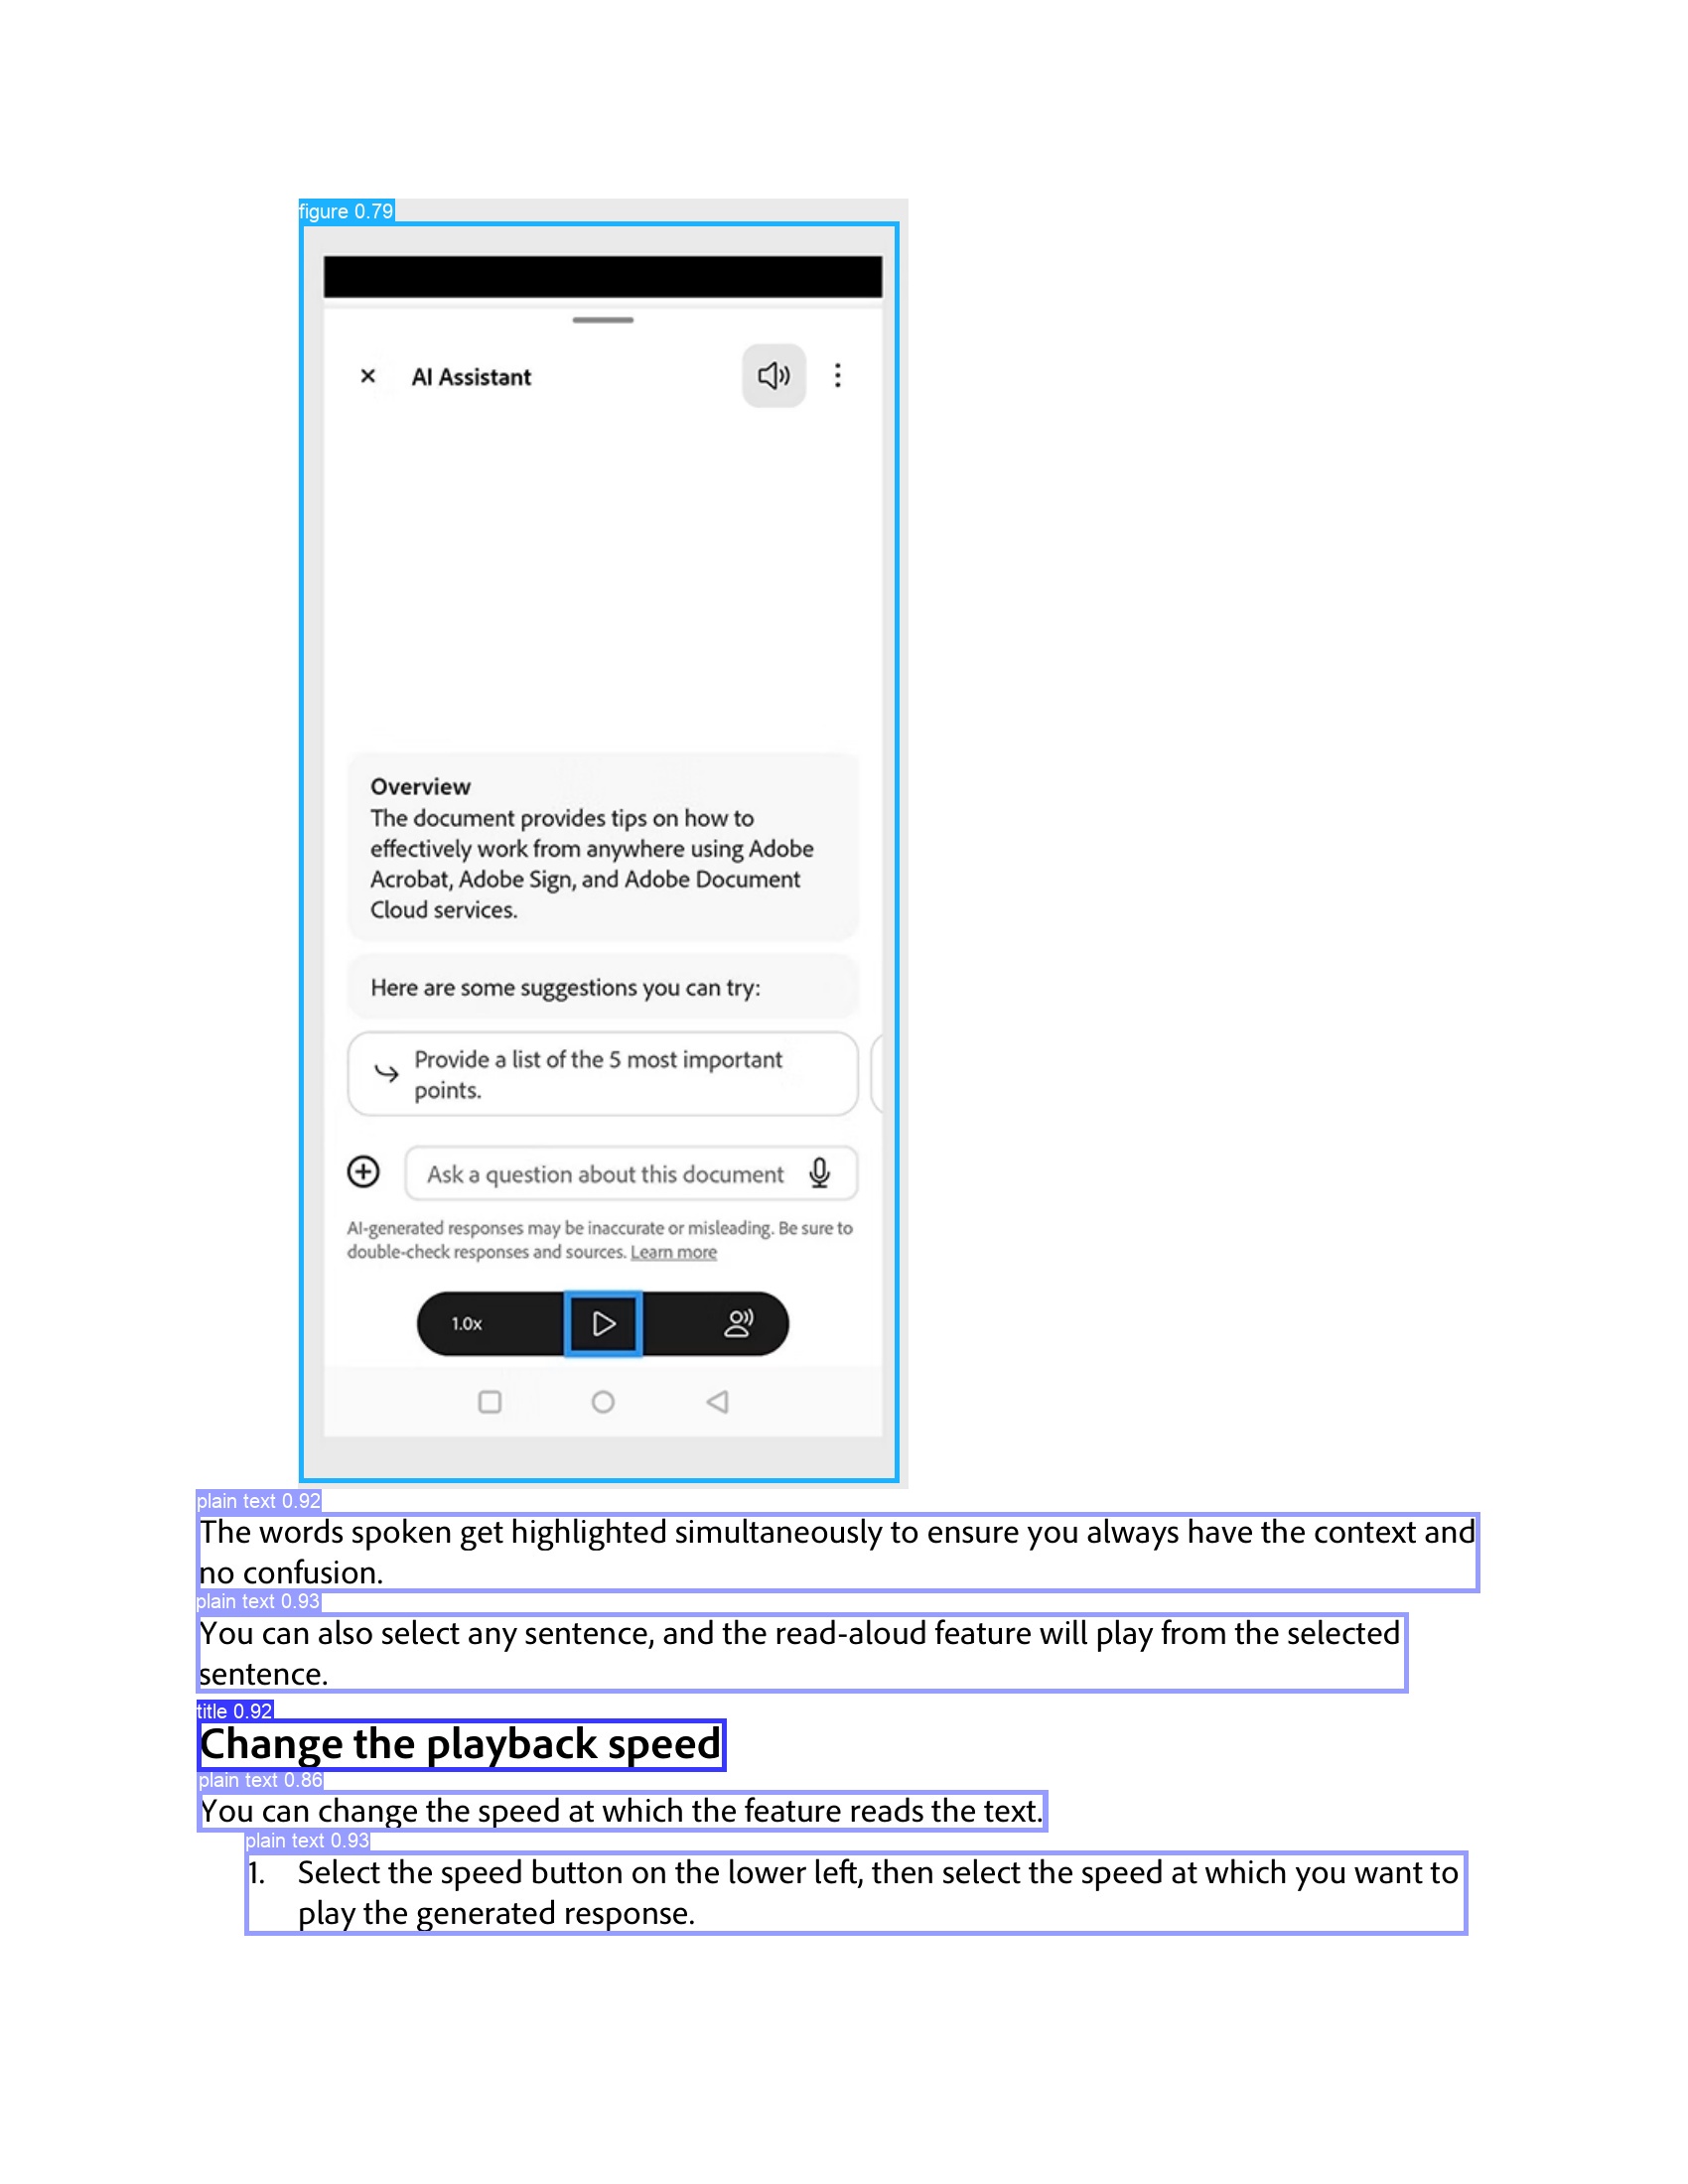 figure 0.79
AI Assistant
Overview
The document provides tips on how to
effectively work from anywhere using Adobe
Acrobat, Adobe Sign, and Adobe Document
Cloud services.
Here are some suggestions you can try:
Provide a list of the 5 most important
points.
Ask a question about this document
AI-generated responses may be inaccurate or misleading. Be sure to
double-check responses and sources. Learn more
1.0x
plain text 0.92
The words spoken get highlighted simultaneously to ensure you always have the context and
no confusion.
plain text 0.93
You can also select any sentence, and the read-aloud feature will play from the selected
sentence.
title 0.92
Change the playback speed
plain text 0.86
You can change the speed at which the feature reads the text.
plain text 0.93
1. Select the speed button on the lower left, then select the speed at which you want to
play the generated response.